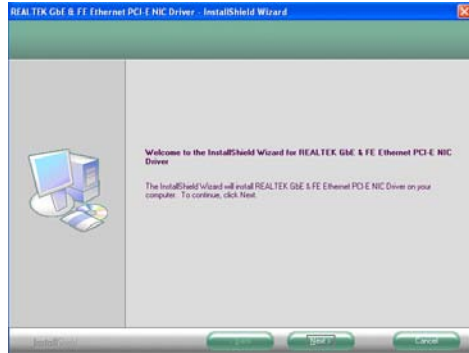 REALTEK GbE & FE Ethernet PCI-E NIC Driver - InstallShield Wizard
Welcome to the InstallShield Wizard for REALTEK GbE & FE Ethernet PCI-E NIC
Driver
The InstallShield Wizard will install REALTEK GbE & FE Ethernet PCI-E NIC Driver on your
computer. To continue, click Next.
InstallShield
Next >
Cancel